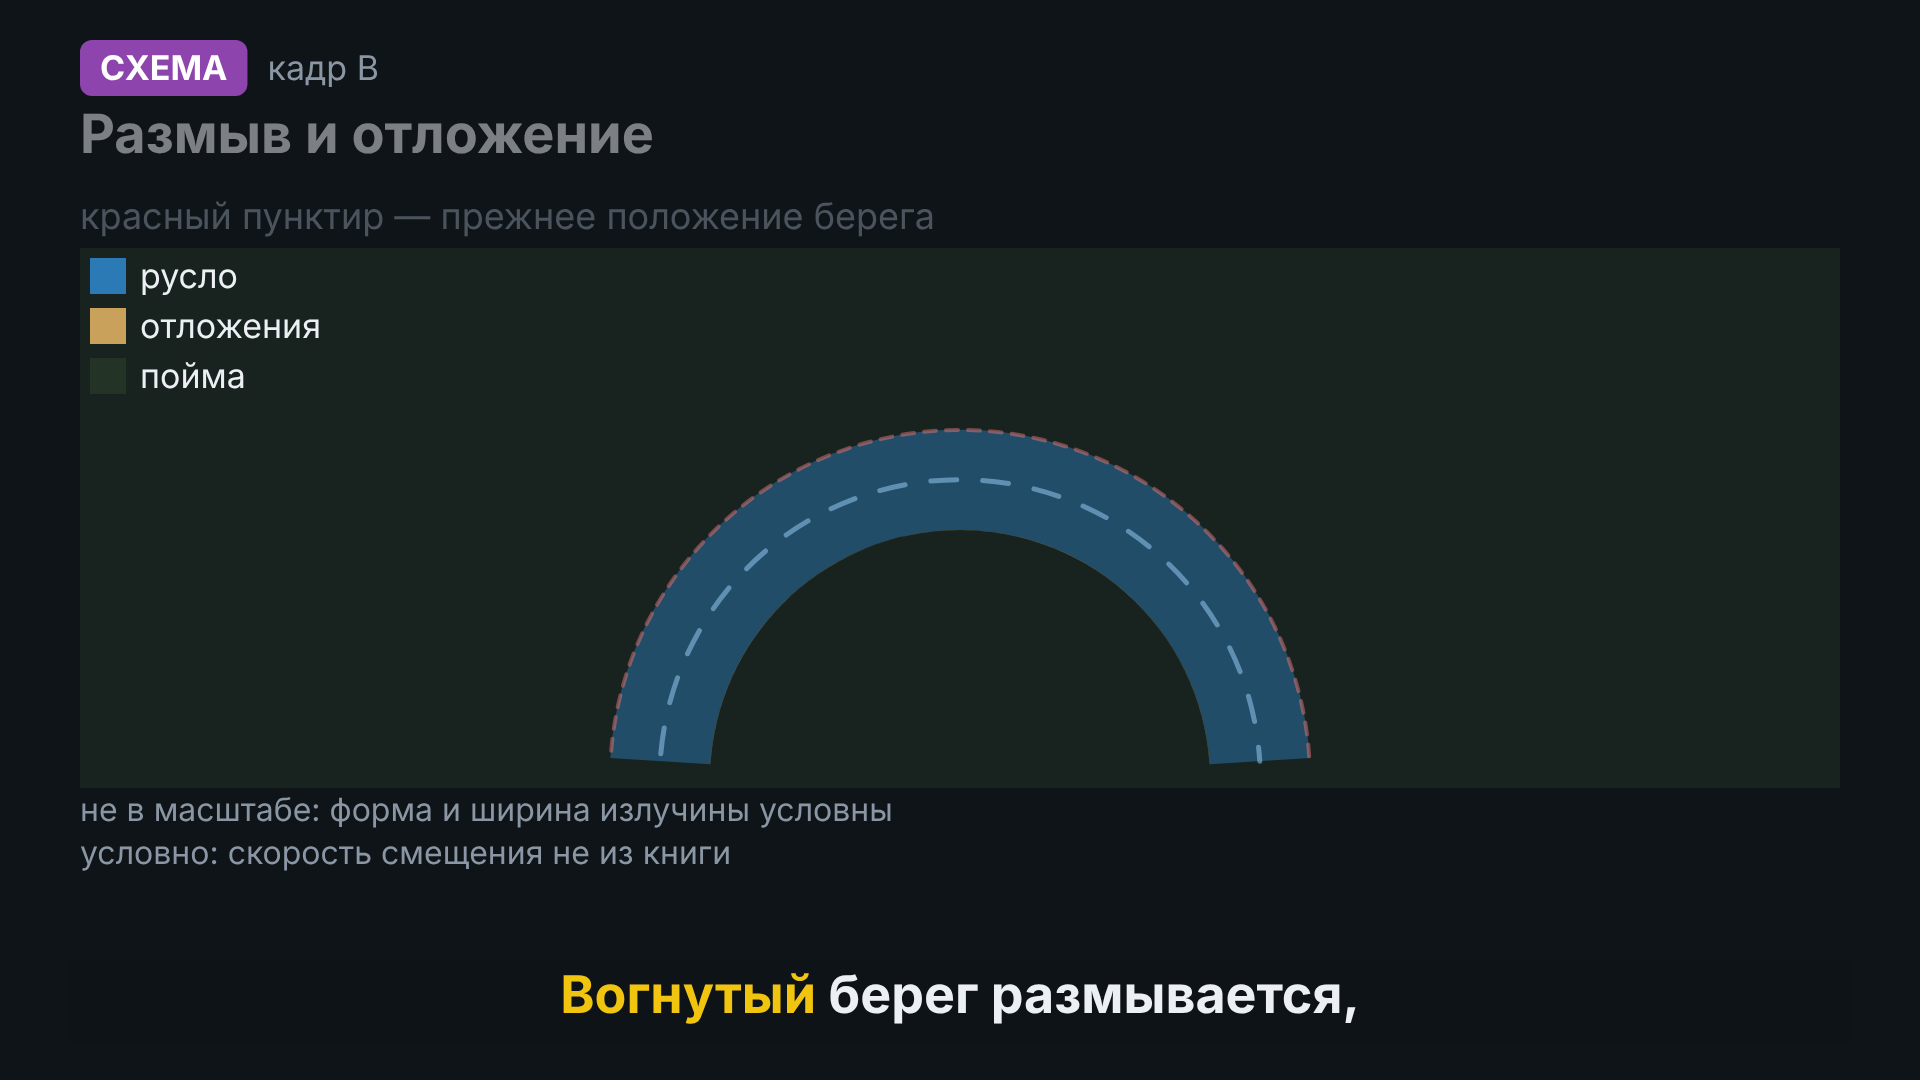 СХЕМА кадр B
Размыв и отложение
красный пунктир — прежнее положение берега
русло
отложения
пойма
не в масштабе: форма и ширина излучины условны
условно: скорость смещения не из книги
Вогнутый берег размывается,